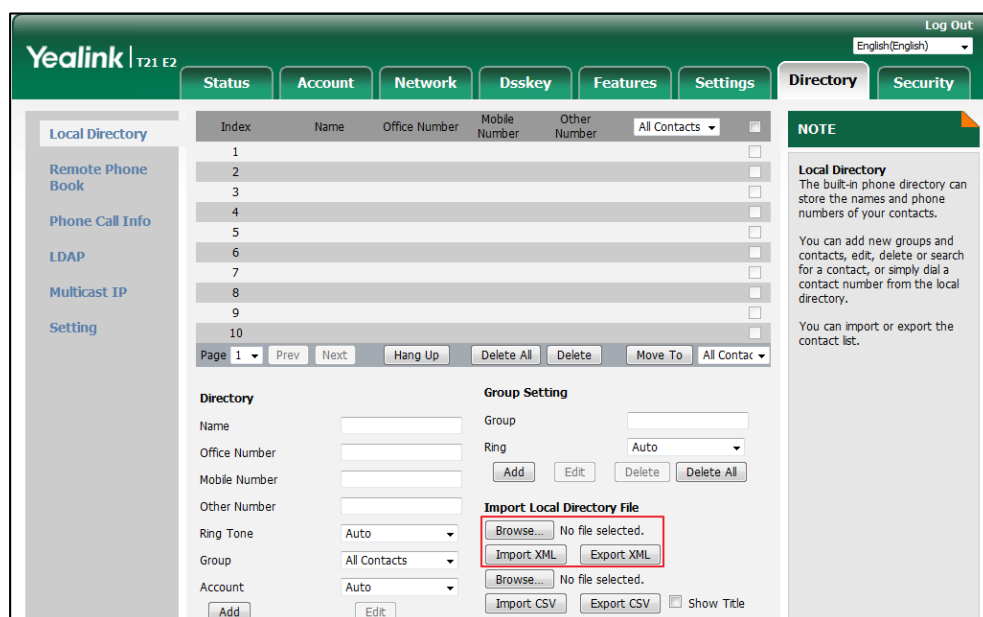 Log Out
Yealink | T21 E2
English(English)
Status Account Network Dsskey Features Settings Directory Security
Local Directory
Remote Phone
Book
Phone Call Info
LDAP
Multicast IP
Setting
Index Name Office Number Mobile Number Other Number All Contacts
1
2
3
4
5
6
7
8
9
10
Page 1 Prev Next Hang Up Delete All Delete Move To All Contac
Directory
Name
Office Number
Mobile Number
Other Number
Ring Tone Auto
Group All Contacts
Account Auto
Add Edit
Group Setting
Group
Ring Auto
Add Edit Delete Delete All
Import Local Directory File
Browse... No file selected.
Import XML Export XML
Browse... No file selected.
Import CSV Export CSV Show Title
NOTE
Local Directory
The built-in phone directory can
store the names and phone
numbers of your contacts.
You can add new groups and
contacts, edit, delete or search
for a contact, or simply dial a
contact number from the local
directory.
You can import or export the
contact list.